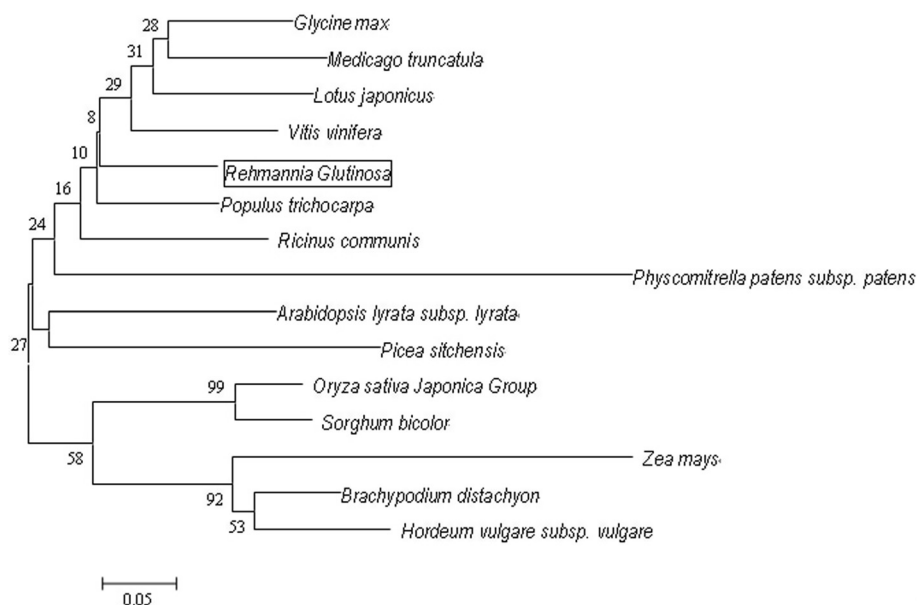 28
Glycine max
Medicago truncatula
31
Lotus japonicus
29
Vitis vinifera
8
Rehmannia Glutinosa
10
Populus trichocarpa
16
Ricinus communis
24
Physcomitrella patens subsp. patens
Arabidopsis lyrata subsp. lyrata
27
Picea sitchensis
99
Oryza sativa Japonica Group
Sorghum bicolor
58
Zea mays
92
Brachypodium distachyon
53
Hordeum vulgare subsp. vulgare
0.05